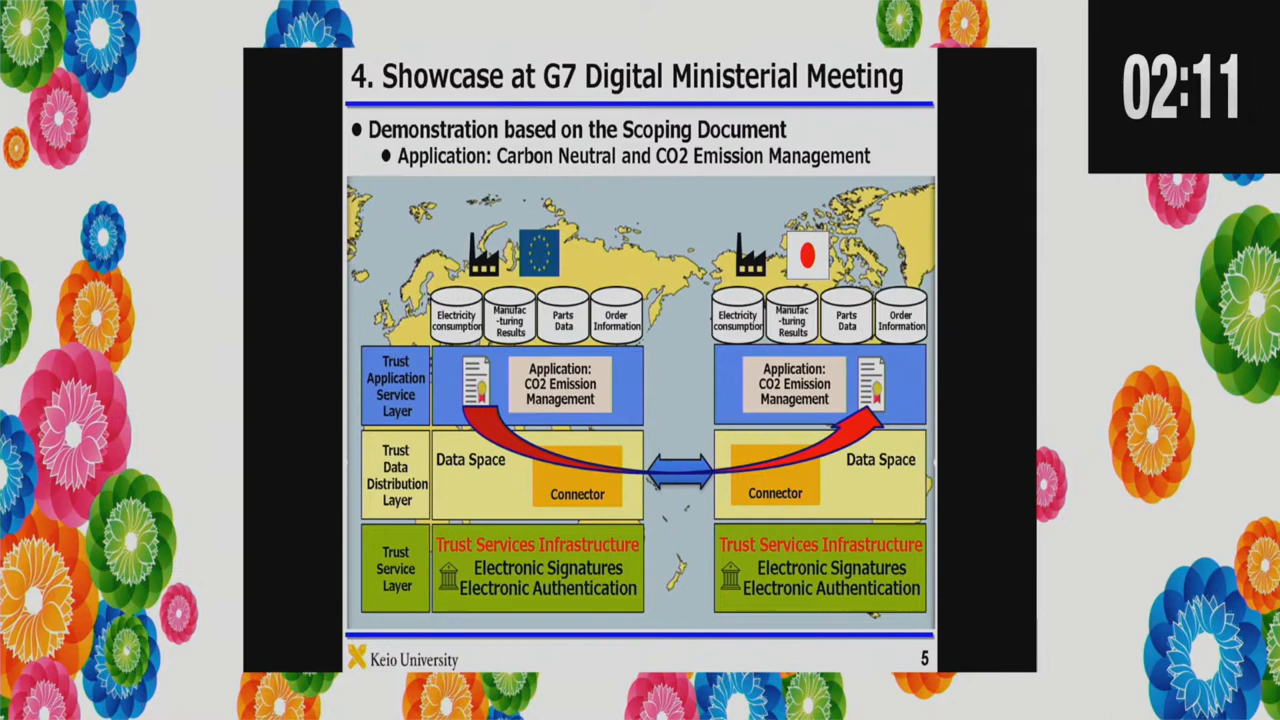 02:11
4. Showcase at G7 Digital Ministerial Meeting
● Demonstration based on the Scoping Document
● Application: Carbon Neutral and CO2 Emission Management
Electricity
consumption
Manufac
-turing
Results
Parts
Data
Order
Information
Electricity
consumption
Manufac
-turing
Results
Parts
Data
Order
Information
Trust
Application
Service
Layer
Application:
CO2 Emission
Management
Application:
CO2 Emission
Management
Trust
Data
Distribution
Layer
Data Space
Connector
Connector
Data Space
Trust
Service
Layer
Trust Services Infrastructure
Electronic Signatures
Electronic Authentication
Trust Services Infrastructure
Electronic Signatures
Electronic Authentication
Keio University
5